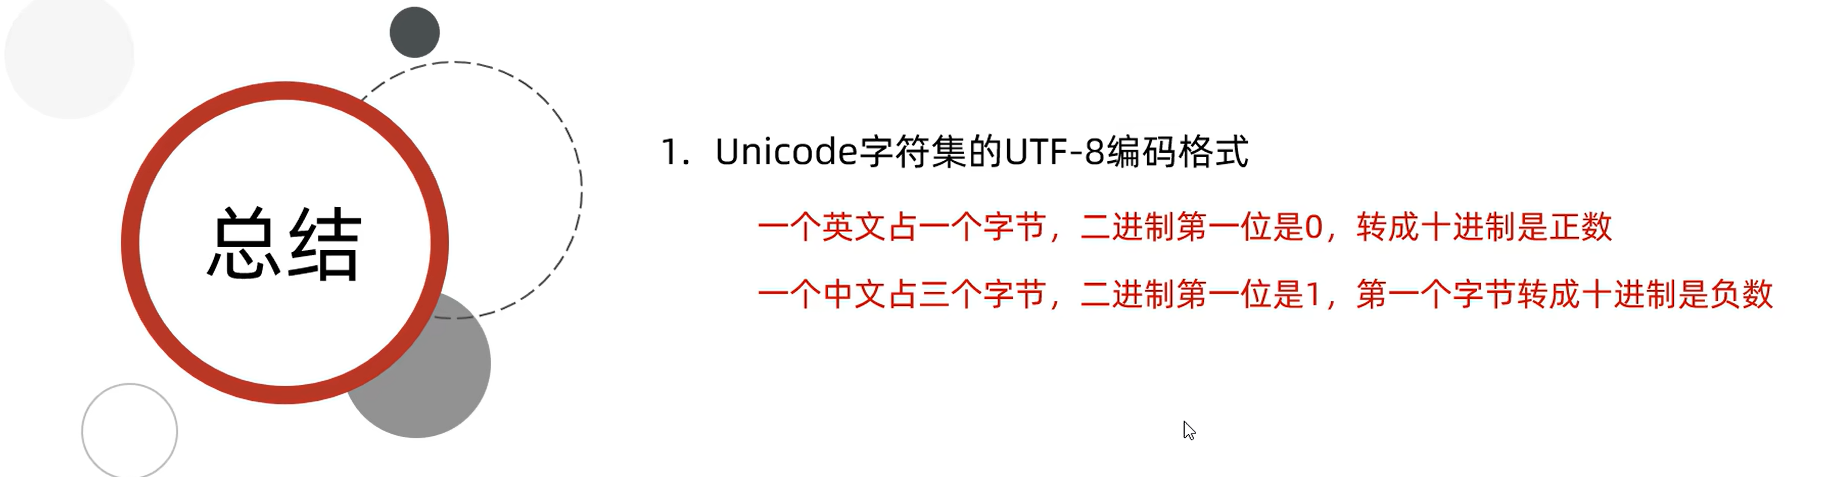 总结
1. Unicode字符集的UTF-8编码格式
一个英文占一个字节，二进制第一位是0，转成十进制是正数
一个中文占三个字节，二进制第一位是1，第一个字节转成十进制是负数